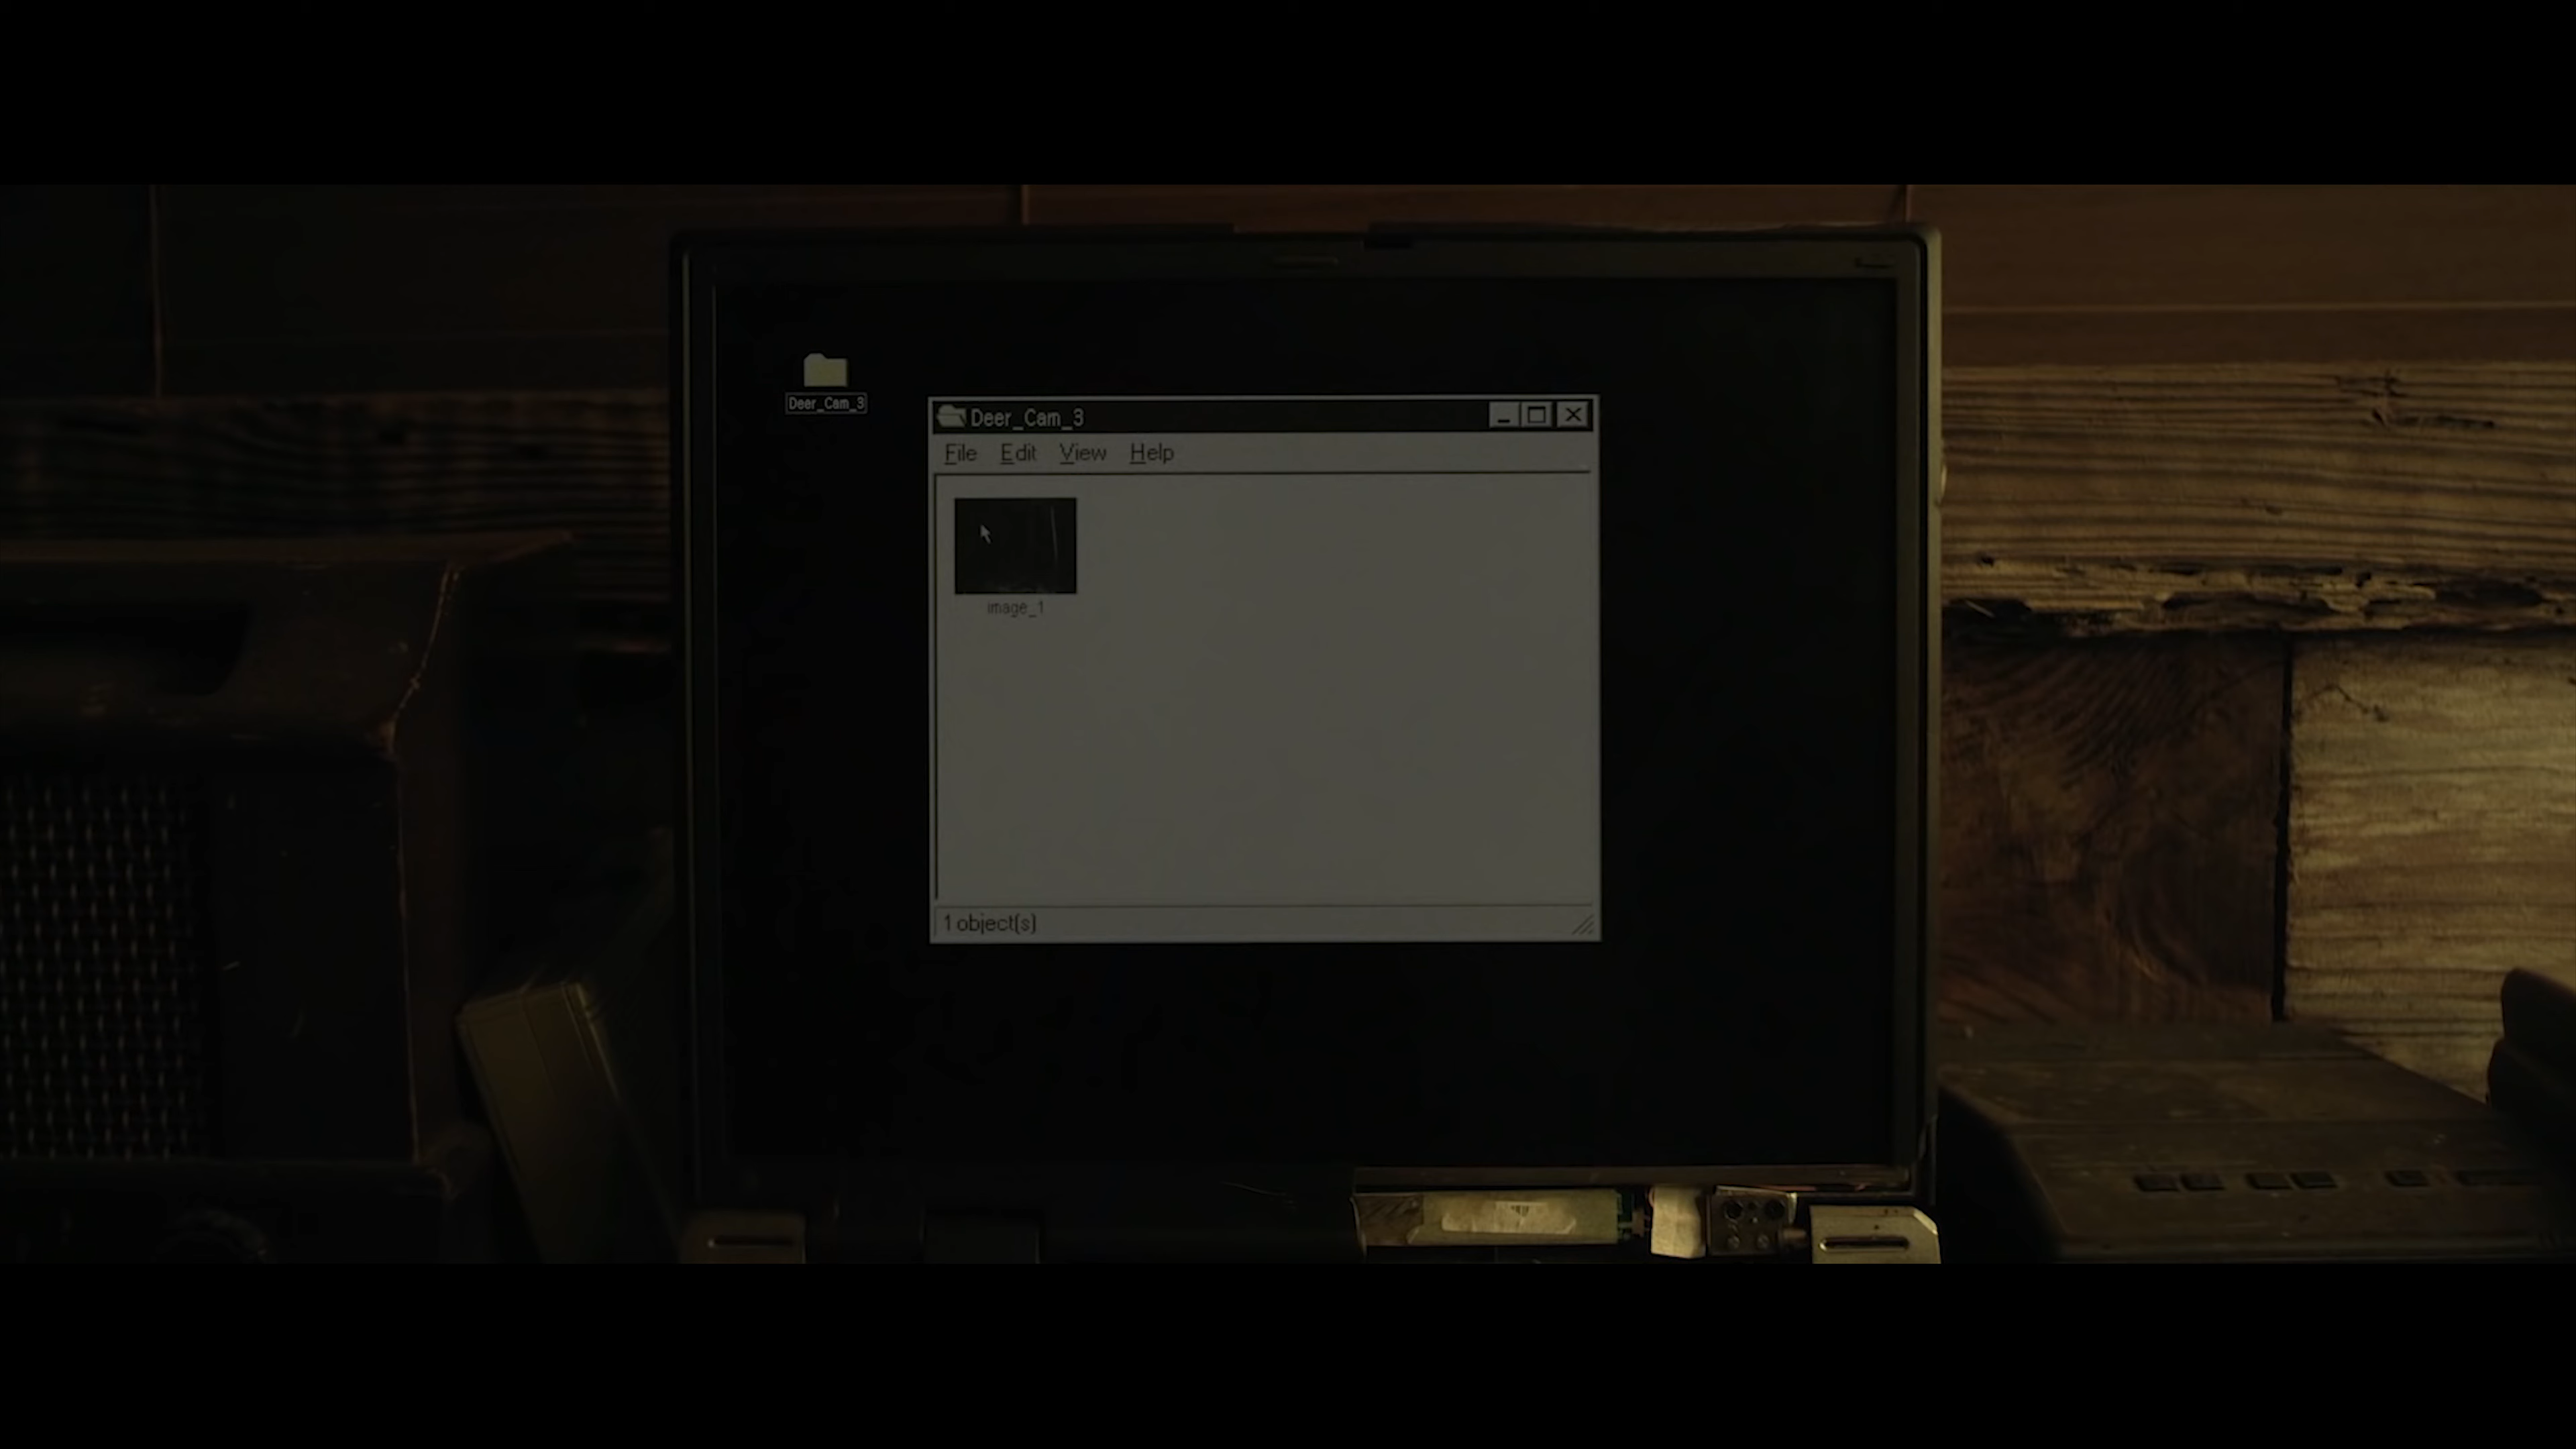 Deer_Cam_3
Deer_Cam_3
File Edit View Help
image_1
1 object(s)